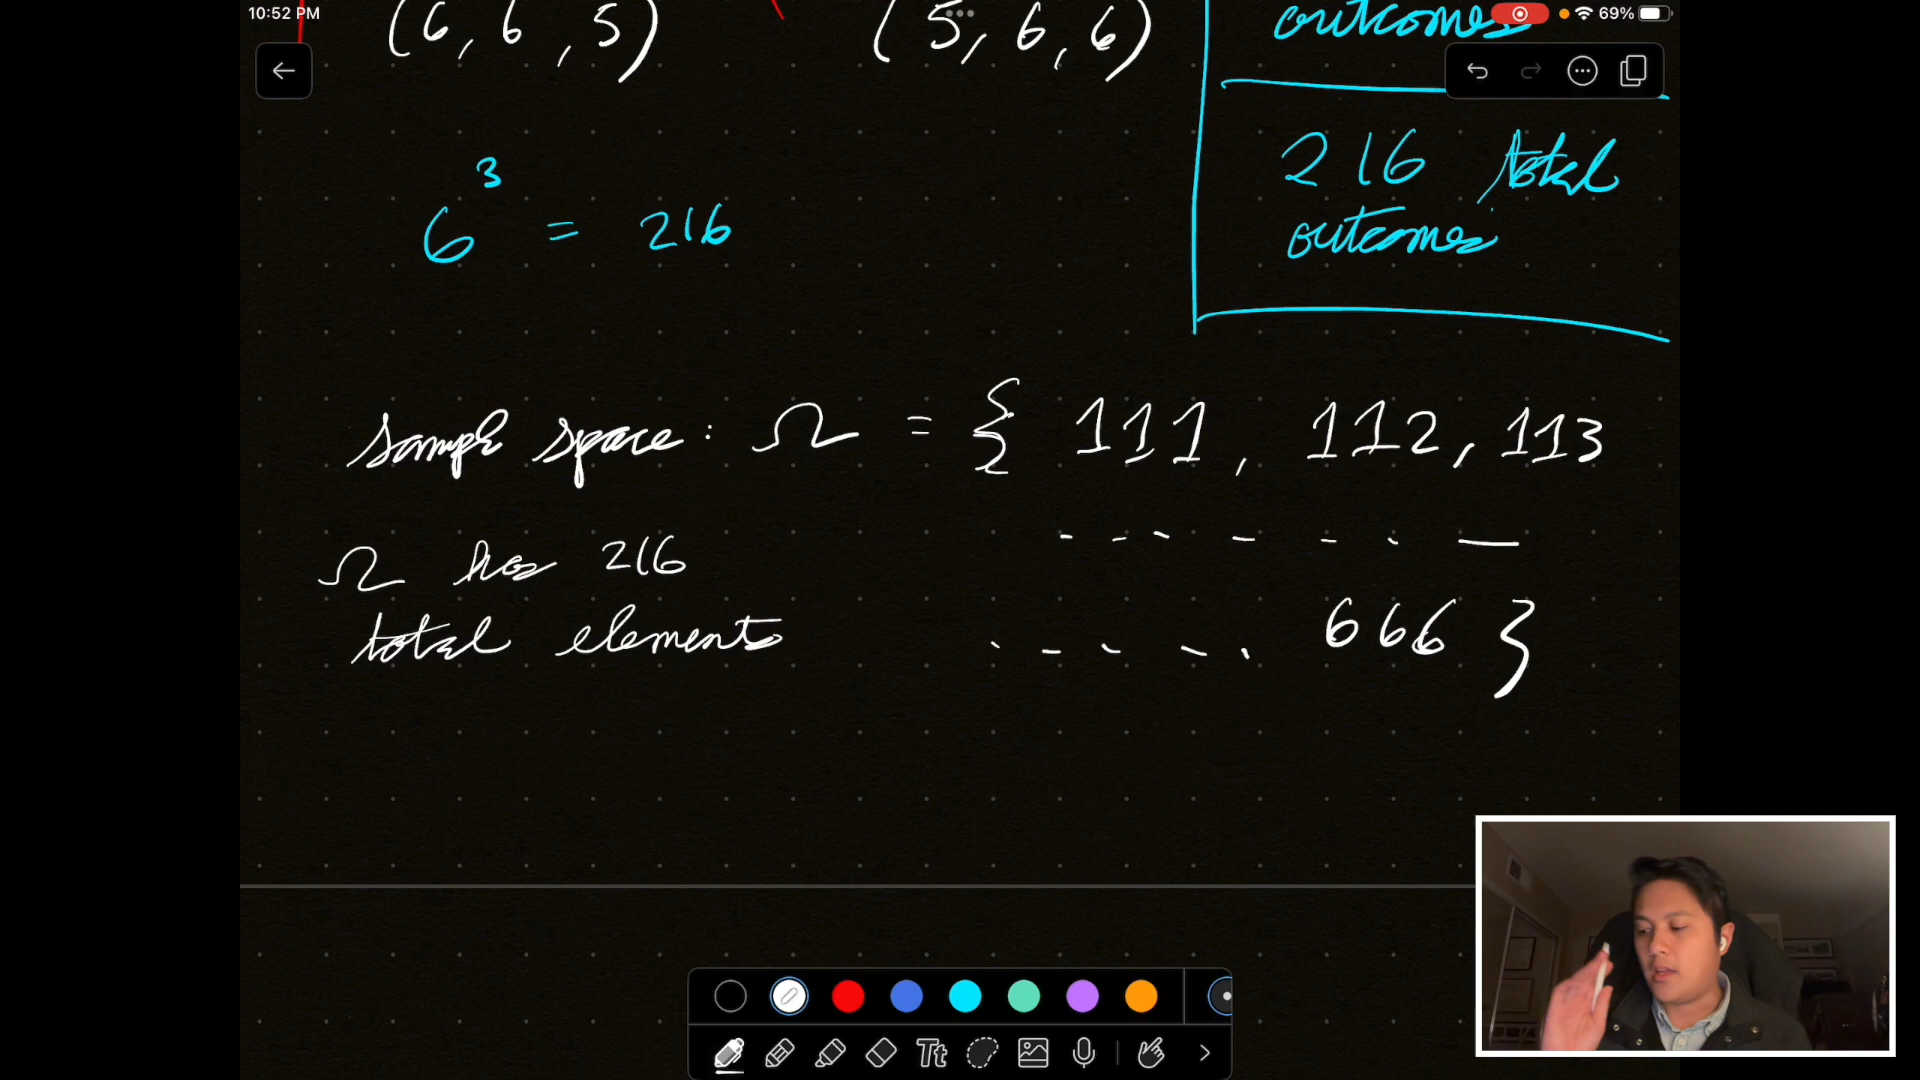 10:52 PM
69%
(6, 6, 5)
(5, 6, 6)
outcomes
216 total
outcomes
6³ = 216
Sample space: Ω = { 111, 112, 113
- - - - - - —
. - - - . 666 }
Ω has 216
total elements
Tt